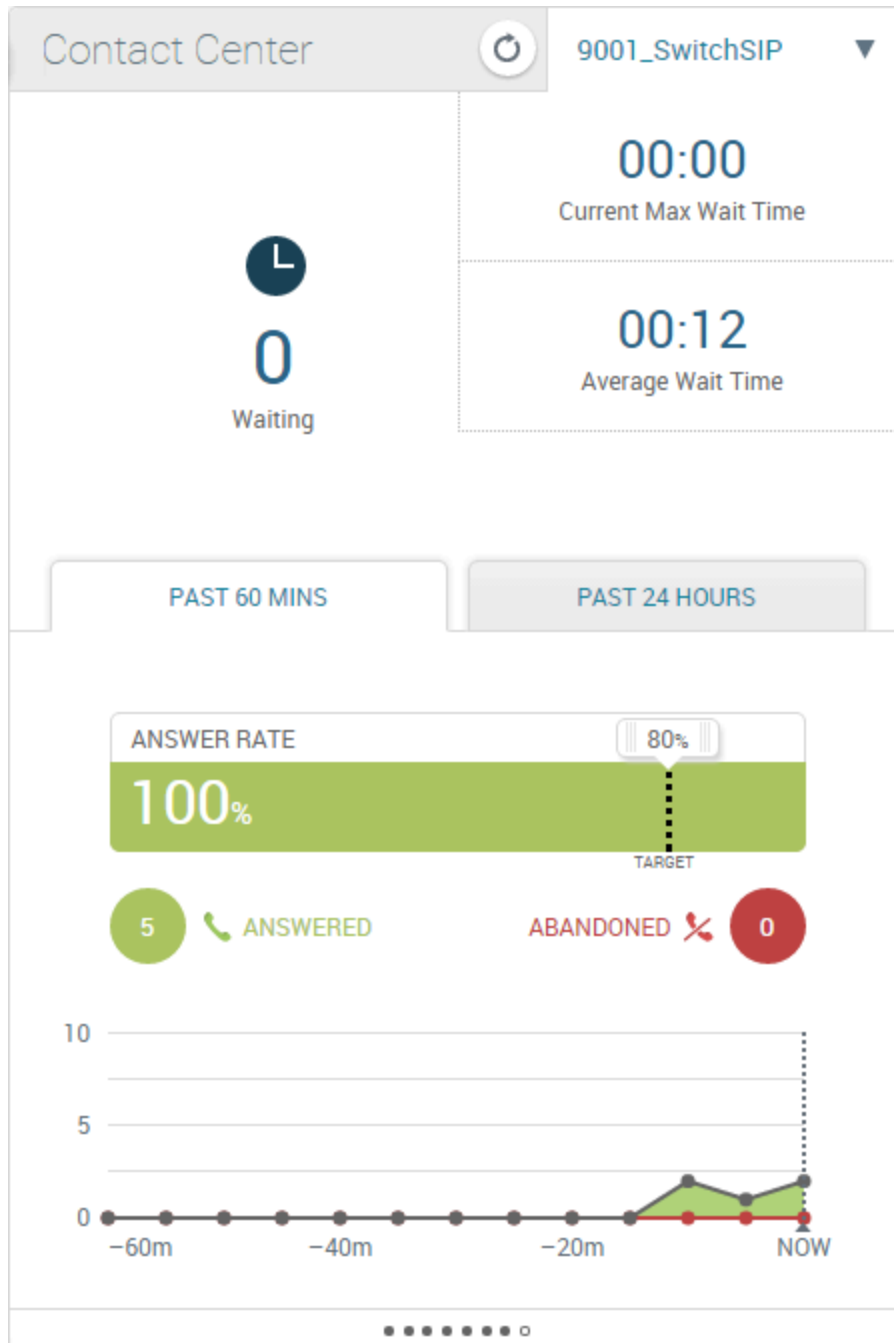 Contact Center
9001_SwitchSIP
00:00
Current Max Wait Time
0
Waiting
00:12
Average Wait Time
PAST 60 MINS
PAST 24 HOURS
ANSWER RATE
80%
100%
TARGET
5 ANSWERED
ABANDONED 0
10
5
0
−60m −40m −20m NOW